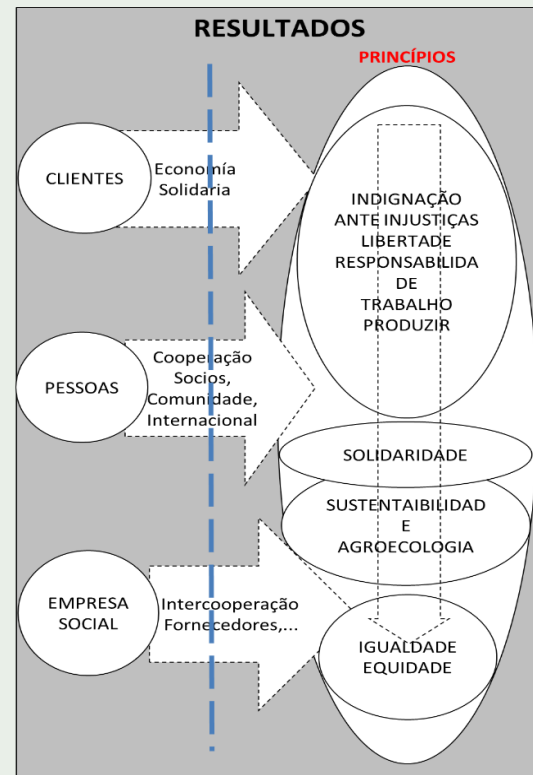 RESULTADOS
PRINCÍPIOS
CLIENTES
Economía
Solidaria
INDIGNAÇÃO
ANTE INJUSTIÇAS
LIBERTADE
RESPONSABILIDA
DE
TRABALHO
PRODUZIR
PESSOAS
Cooperação
Socios,
Comunidade,
Internacional
SOLIDARIDADE
SUSTENTAIBILIDAD
E
AGROECOLOGIA
EMPRESA
SOCIAL
Intercooperação
Fornecedores,...
IGUALDADE
EQUIDADE